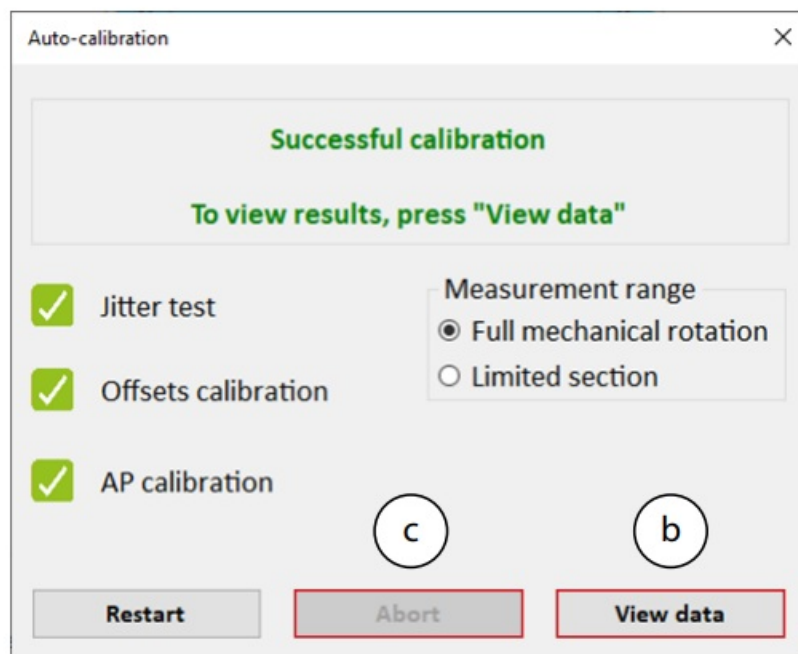 Auto-calibration
Successful calibration
To view results, press "View data"
Jitter test
Offsets calibration
AP calibration
Measurement range
Full mechanical rotation
Limited section
c
b
Restart
Abort
View data